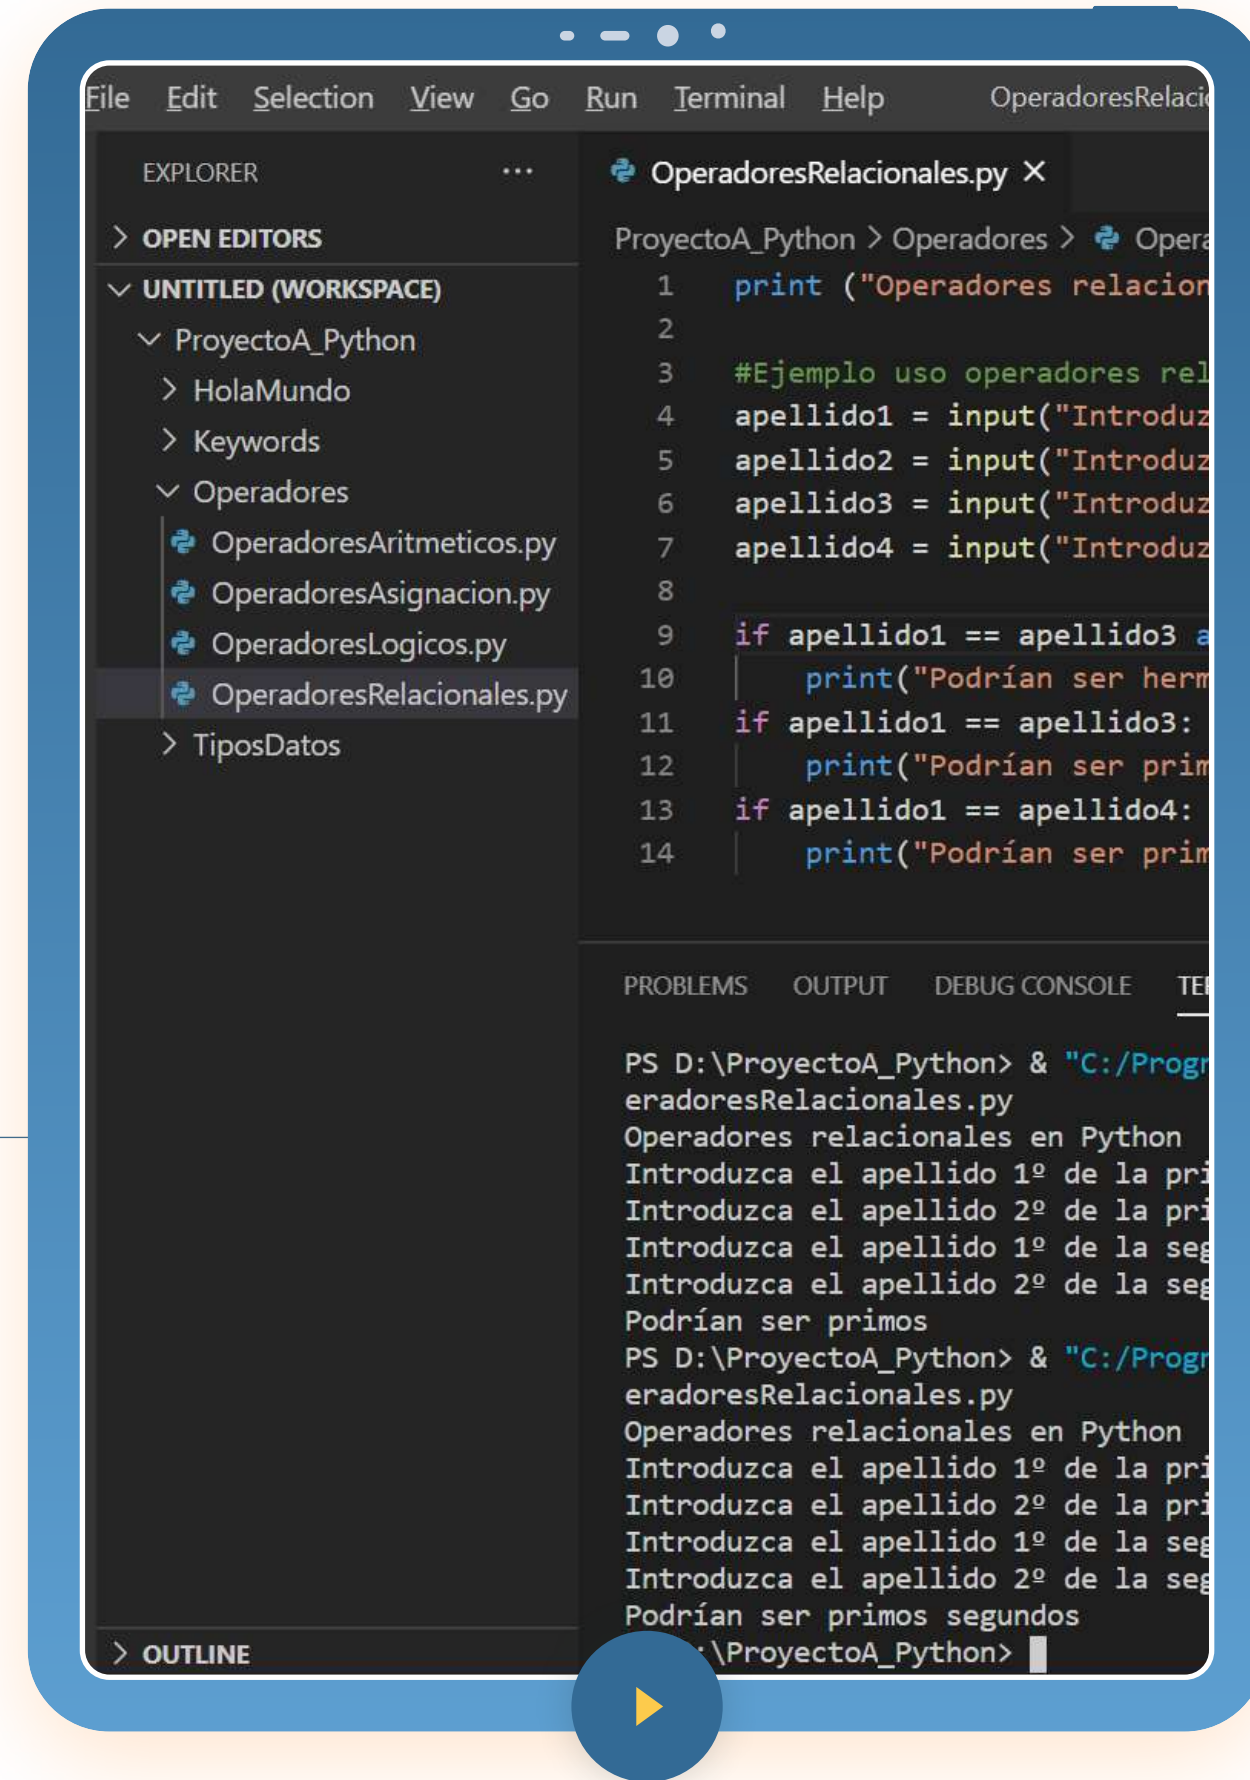 File Edit Selection View Go Run Terminal Help OperadoresRelaci
EXPLORER
OPEN EDITORS
UNTITLED (WORKSPACE)
ProyectoA_Python
HolaMundo
Keywords
Operadores
OperadoresAritmeticos.py
OperadoresAsignacion.py
OperadoresLogicos.py
OperadoresRelacionales.py
TiposDatos
OUTLINE
OperadoresRelacionales.py
ProyectoA_Python > Operadores > Opera
1 print ("Operadores relacion
2
3 #Ejemplo uso operadores rel
4 apellido1 = input("Introduz
5 apellido2 = input("Introduz
6 apellido3 = input("Introduz
7 apellido4 = input("Introduz
8
9 if apellido1 == apellido3 a
10 print("Podrían ser herm
11 if apellido1 == apellido3:
12 print("Podrían ser prim
13 if apellido1 == apellido4:
14 print("Podrían ser prim
PROBLEMS OUTPUT DEBUG CONSOLE TER
PS D:\ProyectoA_Python> & "C:/Progr
eradoresRelacionales.py
Operadores relacionales en Python
Introduzca el apellido 1º de la pri
Introduzca el apellido 2º de la pri
Introduzca el apellido 1º de la seg
Introduzca el apellido 2º de la seg
Podrían ser primos
PS D:\ProyectoA_Python> & "C:/Progr
eradoresRelacionales.py
Operadores relacionales en Python
Introduzca el apellido 1º de la pri
Introduzca el apellido 2º de la pri
Introduzca el apellido 1º de la seg
Introduzca el apellido 2º de la seg
Podrían ser primos segundos
:\ProyectoA_Python>